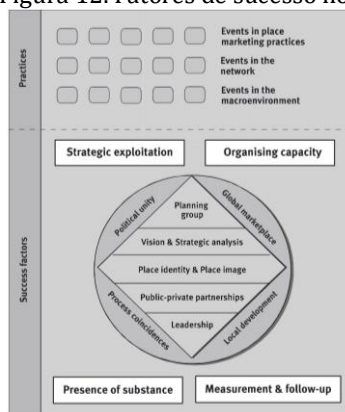 Figura 12. Fatores de sucesso no
Practices
Events in place
marketing practices
Events in the
network
Events in the
macroenvironment
Success factors
Strategic exploitation
Organising capacity
Political unity
Global marketplace
Planning
group
Vision & Strategic analysis
Place identity & Place image
Public-private partnerships
Leadership
Process coincidences
Local development
Presence of substance
Measurement & follow-up